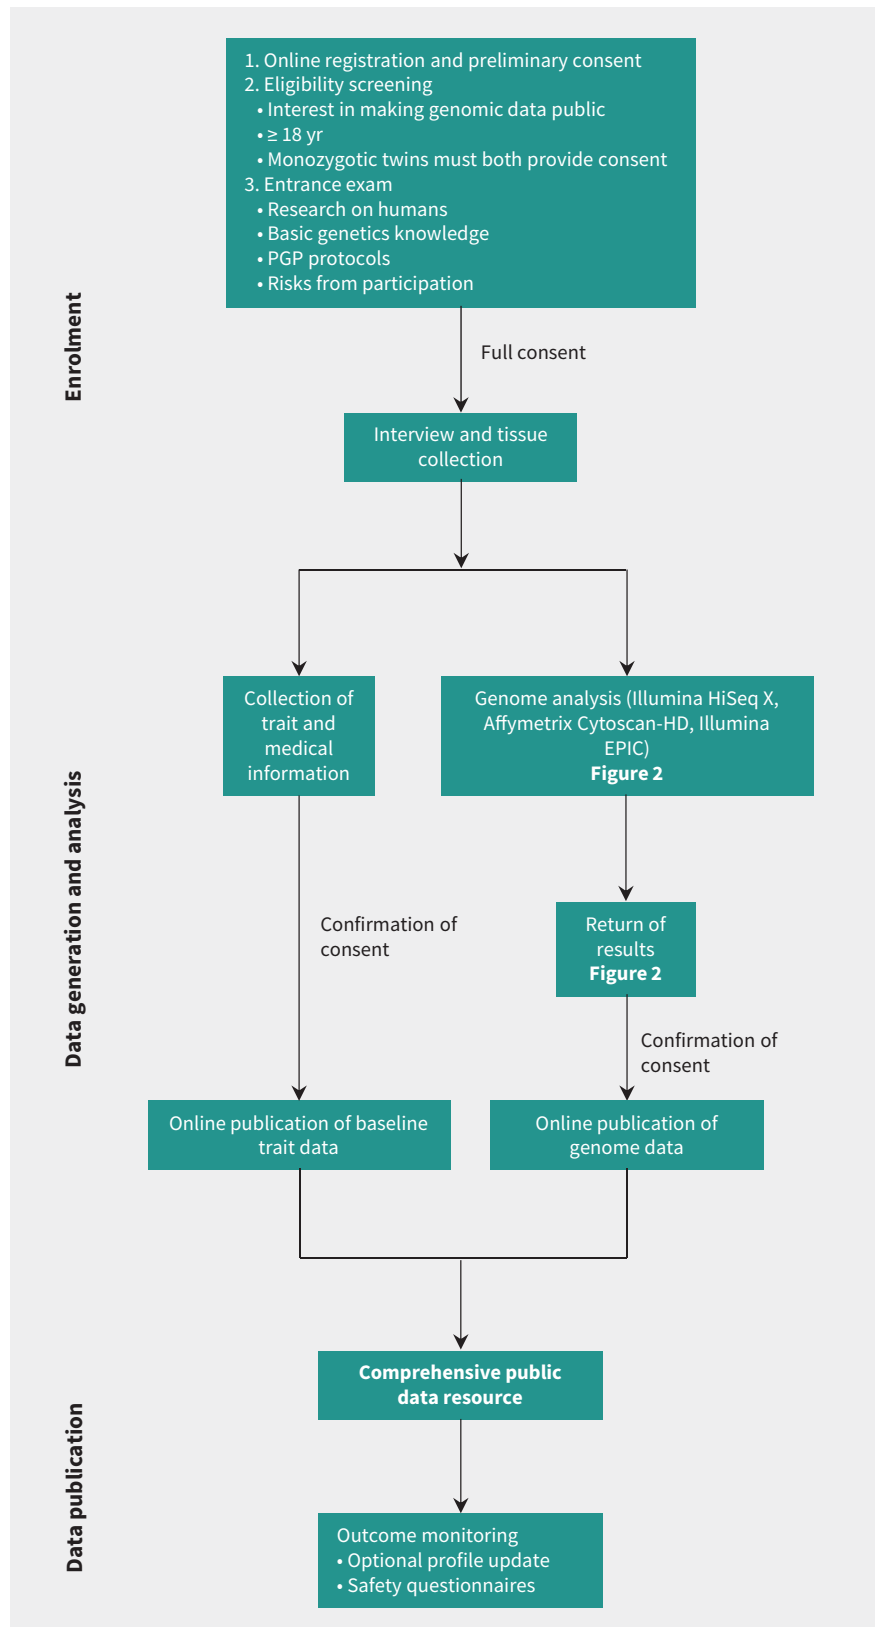 1. Online registration and preliminary consent
2. Eligibility screening
• Interest in making genomic data public
• ≥ 18 yr
• Monozygotic twins must both provide consent
3. Entrance exam
• Research on humans
• Basic genetics knowledge
• PGP protocols
• Risks from participation
Enrolment
Full consent
Interview and tissue
collection
Collection of
trait and
medical
information
Genome analysis (Illumina HiSeq X,
Affymetrix Cytoscan-HD, Illumina
EPIC)
Figure 2
Data generation and analysis
Confirmation of
consent
Return of
results
Figure 2
Confirmation of
consent
Online publication of baseline
trait data
Online publication of
genome data
Comprehensive public
data resource
Data publication
Outcome monitoring
• Optional profile update
• Safety questionnaires